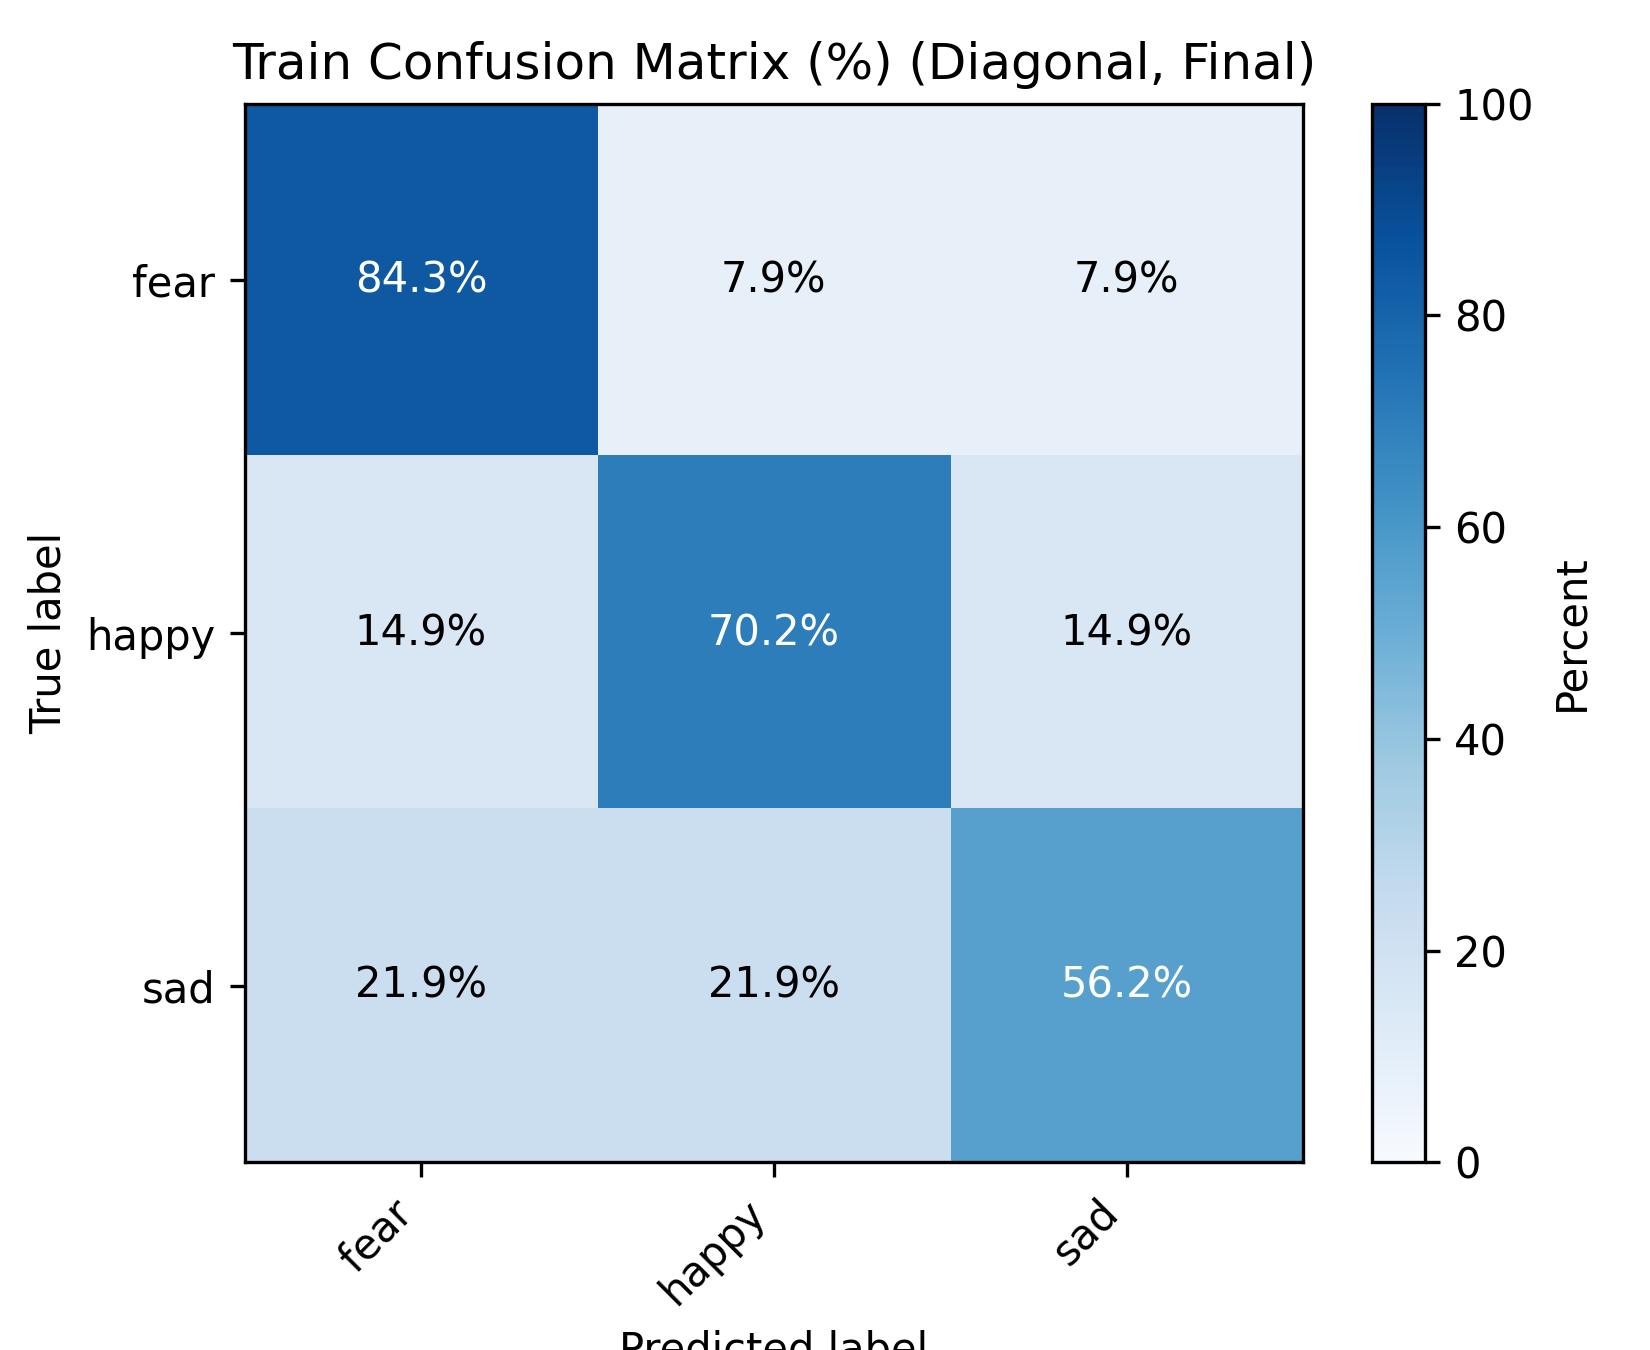 Train Confusion Matrix (%) (Diagonal, Final)
100
80
60
40
20
0
Percent
True label
fear
84.3%
7.9%
7.9%
happy
14.9%
70.2%
14.9%
sad
21.9%
21.9%
56.2%
fear
happy
sad
Predicted label